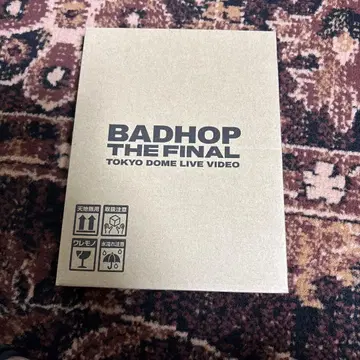 BADHOP
THE FINAL
TOKYO DOME LIVE VIDEO
天地無用
取扱注意
ワレモノ
水濡れ注意